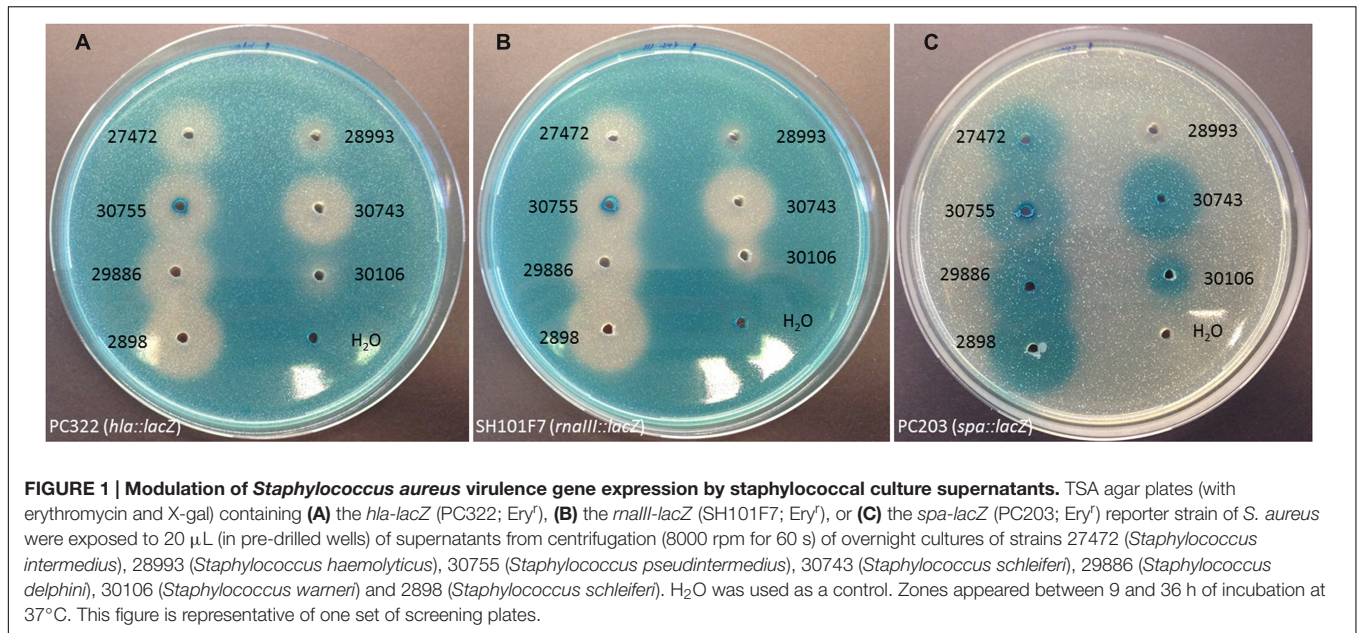 A
27472
28993
30755
30743
29886
30106
2898
H₂O
PC322 (hla::lacZ)
B
27472
28993
30755
30743
29886
30106
2898
H₂O
SH101F7 (rnaIII::lacZ)
C
27472
28993
30755
30743
29886
30106
2898
H₂O
PC203 (spa::lacZ)
FIGURE 1 | Modulation of Staphylococcus aureus virulence gene expression by staphylococcal culture supernatants. TSA agar plates (with
erythromycin and X-gal) containing (A) the hla-lacZ (PC322; Eryʳ), (B) the rnaIII-lacZ (SH101F7; Eryʳ), or (C) the spa-lacZ (PC203; Eryʳ) reporter strain of S. aureus
were exposed to 20 μL (in pre-drilled wells) of supernatants from centrifugation (8000 rpm for 60 s) of overnight cultures of strains 27472 (Staphylococcus
intermedius), 28993 (Staphylococcus haemolyticus), 30755 (Staphylococcus pseudintermedius), 30743 (Staphylococcus schleiferi), 29886 (Staphylococcus
delphini), 30106 (Staphylococcus warneri) and 2898 (Staphylococcus schleiferi). H₂O was used as a control. Zones appeared between 9 and 36 h of incubation at
37°C. This figure is representative of one set of screening plates.